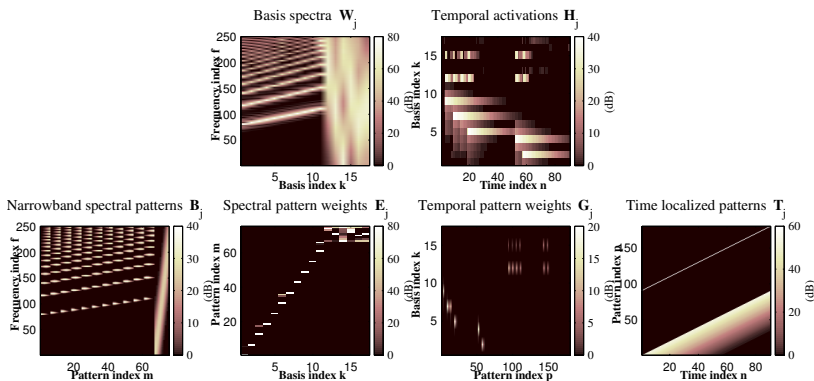 Basis spectra W_j
Frequency index f
250
200
150
100
50
5
10
15
Basis index k
80
60
40
20
0
(dB)
Temporal activations H_j
Basis index k
15
10
5
20
40
60
80
Time index n
40
30
20
10
0
(dB)
Narrowband spectral patterns B_j
Frequency index f
250
200
150
100
50
20
40
60
Pattern index m
40
30
20
10
0
(dB)
Spectral pattern weights E_j
Pattern index m
60
40
20
5
10
15
Basis index k
80
60
40
20
0
(dB)
Temporal pattern weights G_j
Basis index k
15
10
5
50
100
150
Pattern index p
20
15
10
5
0
(dB)
Time localized patterns T_j
Pattern index p
150
100
50
20
40
60
80
Time index n
60
40
20
0
(dB)